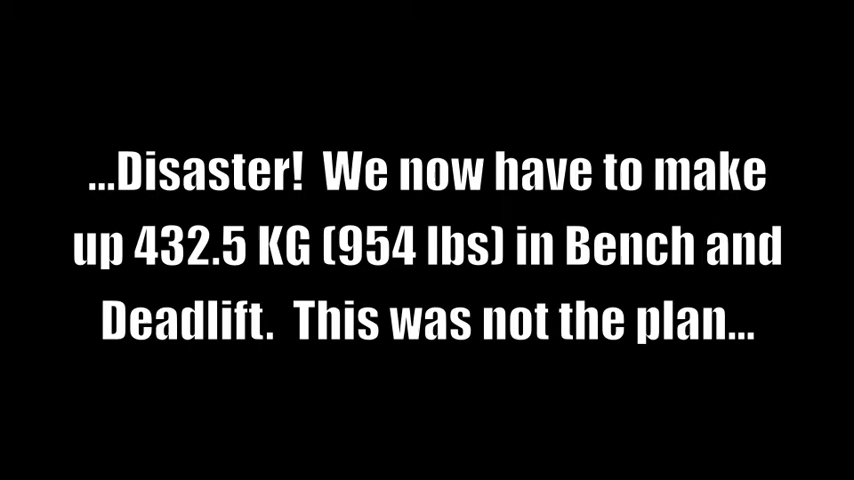 ...Disaster!  We now have to make
up 432.5 KG (954 lbs) in Bench and
Deadlift.  This was not the plan...